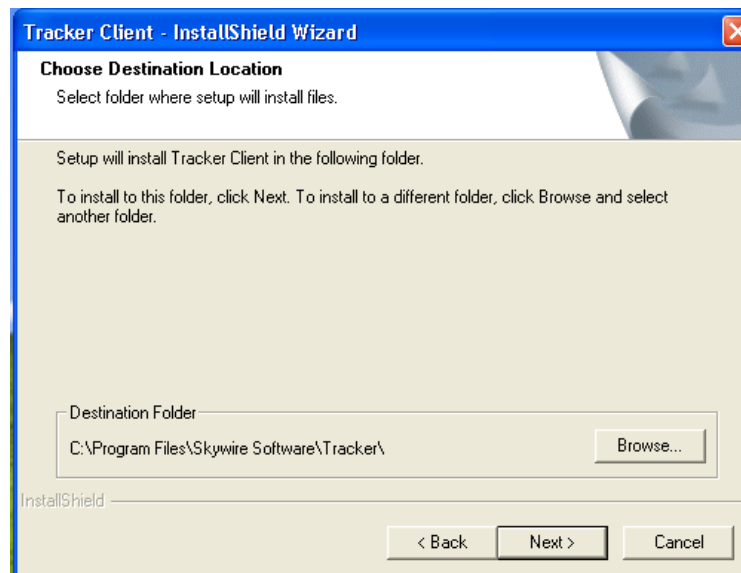 Tracker Client - InstallShield Wizard
Choose Destination Location
Select folder where setup will install files.
Setup will install Tracker Client in the following folder.
To install to this folder, click Next. To install to a different folder, click Browse and select
another folder.
Destination Folder
C:\Program Files\Skywire Software\Tracker\
Browse...
InstallShield
< Back
Next >
Cancel